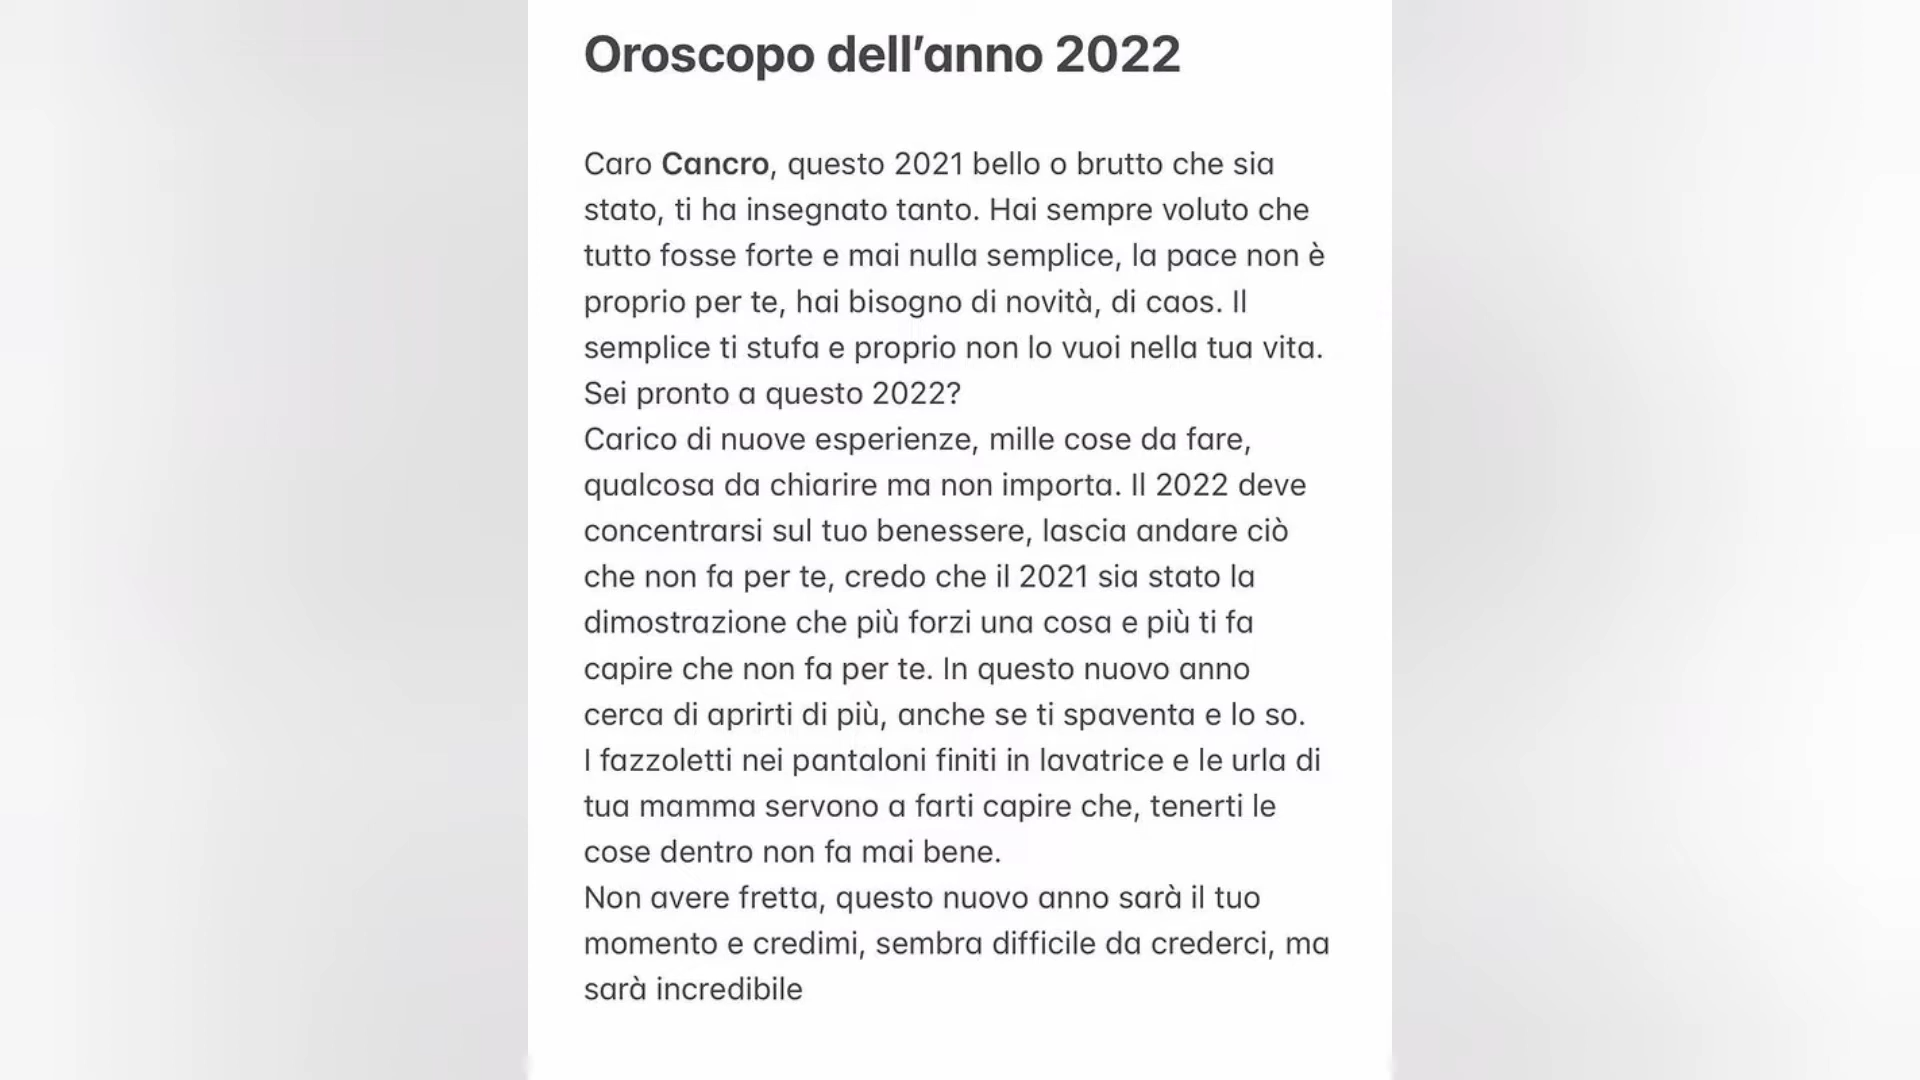 Oroscopo dell’anno 2022
Caro Cancro, questo 2021 bello o brutto che sia
stato, ti ha insegnato tanto. Hai sempre voluto che
tutto fosse forte e mai nulla semplice, la pace non è
proprio per te, hai bisogno di novità, di caos. Il
semplice ti stufa e proprio non lo vuoi nella tua vita.
Sei pronto a questo 2022?
Carico di nuove esperienze, mille cose da fare,
qualcosa da chiarire ma non importa. Il 2022 deve
concentrarsi sul tuo benessere, lascia andare ciò
che non fa per te, credo che il 2021 sia stato la
dimostrazione che più forzi una cosa e più ti fa
capire che non fa per te. In questo nuovo anno
cerca di aprirti di più, anche se ti spaventa e lo so.
I fazzoletti nei pantaloni finiti in lavatrice e le urla di
tua mamma servono a farti capire che, tenerti le
cose dentro non fa mai bene.
Non avere fretta, questo nuovo anno sarà il tuo
momento e credimi, sembra difficile da crederci, ma
sarà incredibile